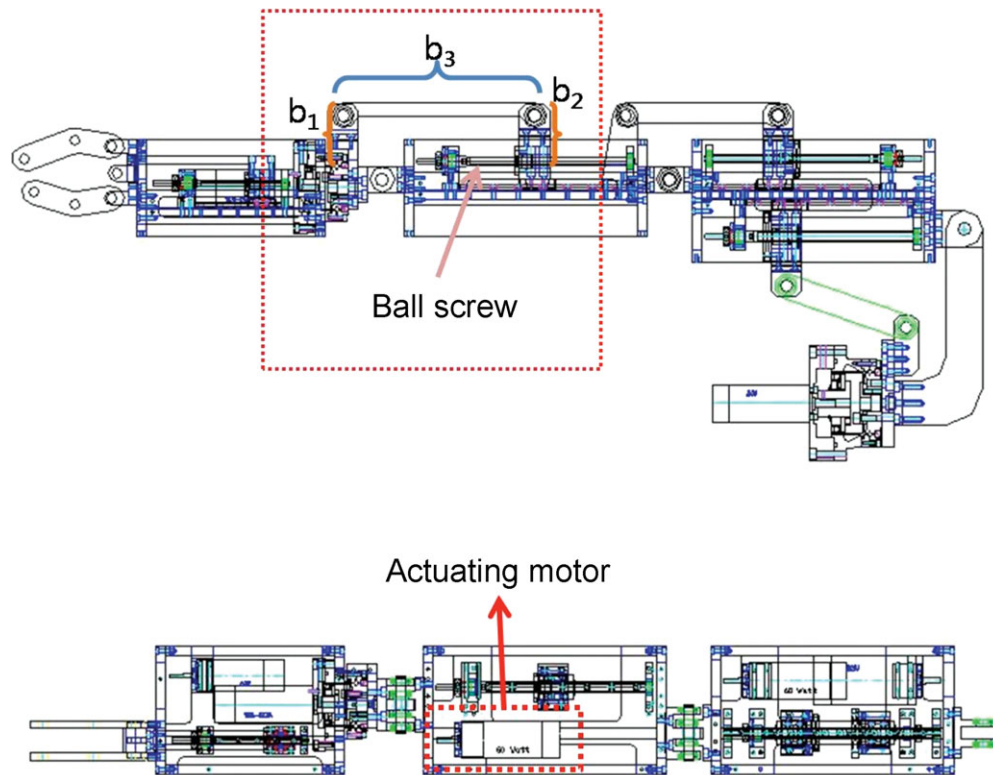 b₃
b₁
b₂
Ball screw
Actuating motor
60 Watt
60 Watt